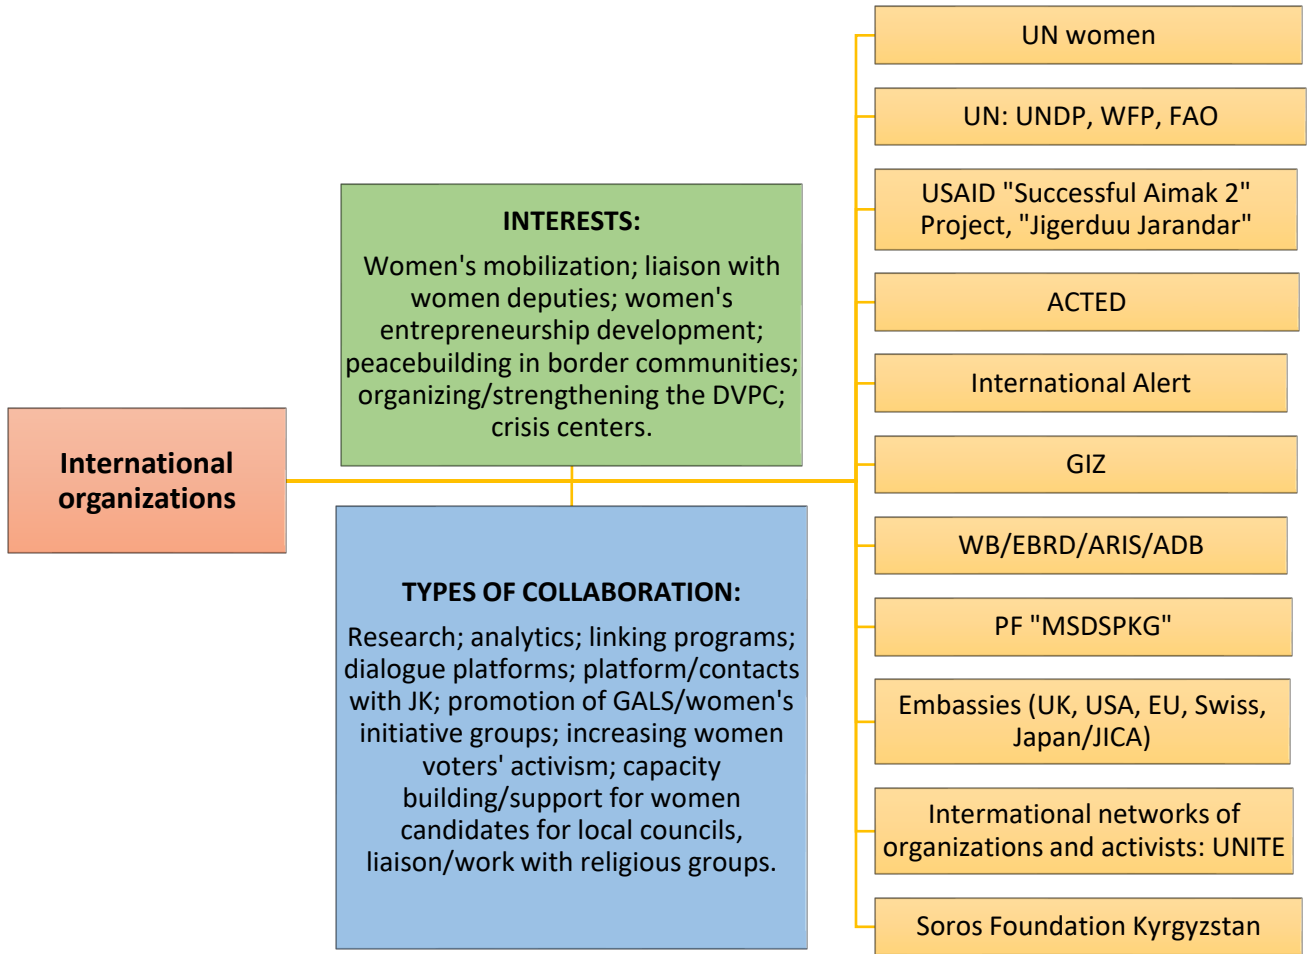 International
organizations
INTERESTS:
Women's mobilization; liaison with
women deputies; women's
entrepreneurship development;
peacebuilding in border communities;
organizing/strengthening the DVPC;
crisis centers.
TYPES OF COLLABORATION:
Research; analytics; linking programs;
dialogue platforms; platform/contacts
with JK; promotion of GALS/women's
initiative groups; increasing women
voters' activism; capacity
building/support for women
candidates for local councils,
liaison/work with religious groups.
UN women
UN: UNDP, WFP, FAO
USAID "Successful Aimak 2"
Project, "Jigerduu Jarandar"
ACTED
International Alert
GIZ
WB/EBRD/ARIS/ADB
PF "MSDSPKG"
Embassies (UK, USA, EU, Swiss,
Japan/JICA)
Intermational networks of
organizations and activists: UNITE
Soros Foundation Kyrgyzstan